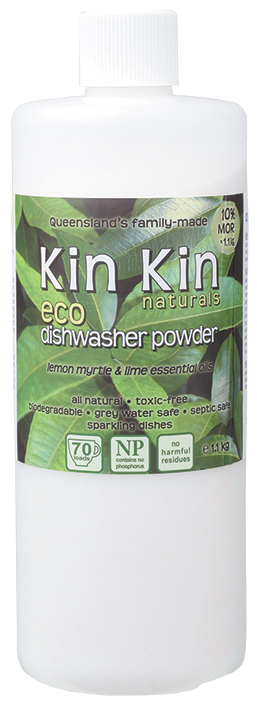 Queensland's family-made
10%
MOR
= 1.1 kg
Kin Kin
naturals
eco
dishwasher powder
lemon myrtle & lime essential oils
all natural • toxic-free
biodegradable • grey water safe • septic safe
sparkling dishes
70
loads
NP
contains no
phosphorus
no
harmful
residues
℮ 1.1 kg